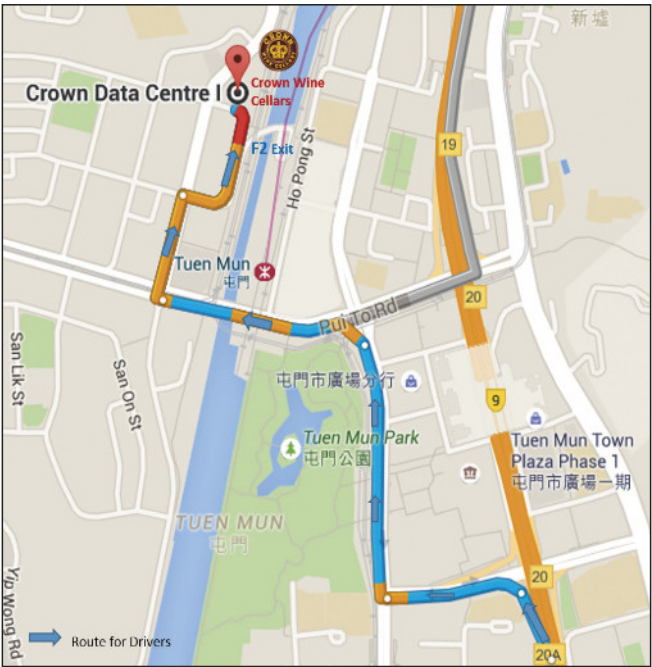 新墟
CROWN
WINE CELLARS
Crown Data Centre I
Crown Wine
Cellars
F2 Exit
19
Ho Pong St
Tuen Mun
屯門
20
Pui To Rd
San Lik St
San On St
屯門市廣場分行
9
Tuen Mun Park
屯門公園
Tuen Mun Town
Plaza Phase 1
屯門市廣場一期
TUEN MUN
屯門
Yip Wong Rd
20
Route for Drivers
20A